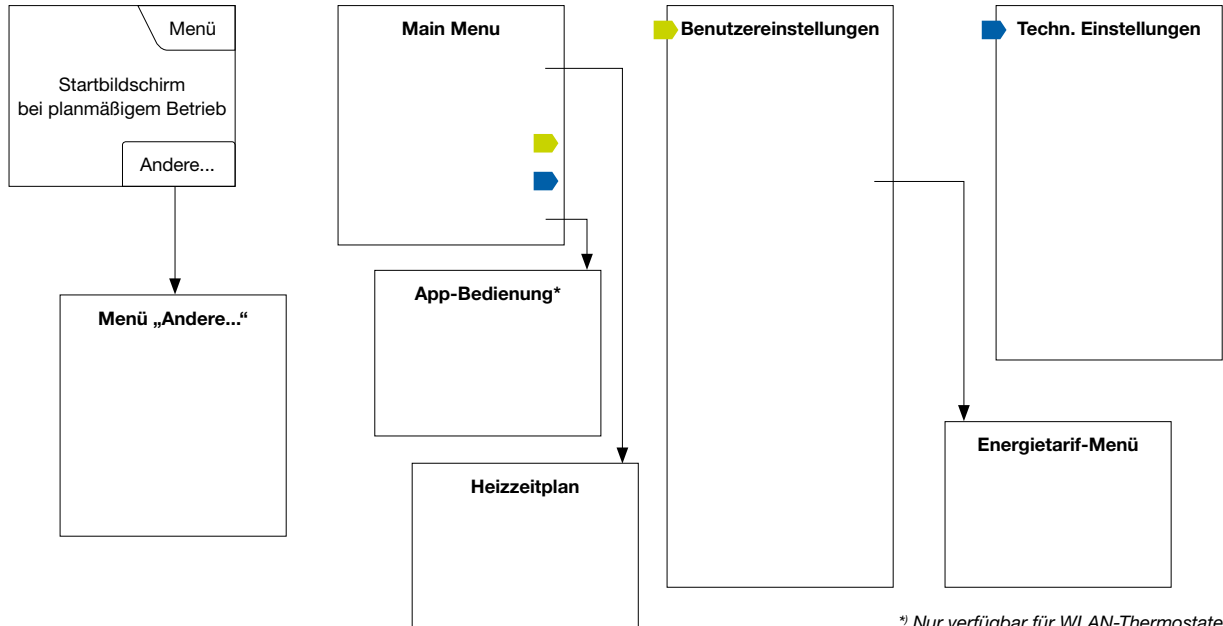 Menü
Startbildschirm
bei planmäßigem Betrieb
Andere...
Menü „Andere...“
Main Menu
App-Bedienung*
Heizzeitplan
Benutzereinstellungen
Techn. Einstellungen
Energietarif-Menü
*) Nur verfügbar für WLAN-Thermostate